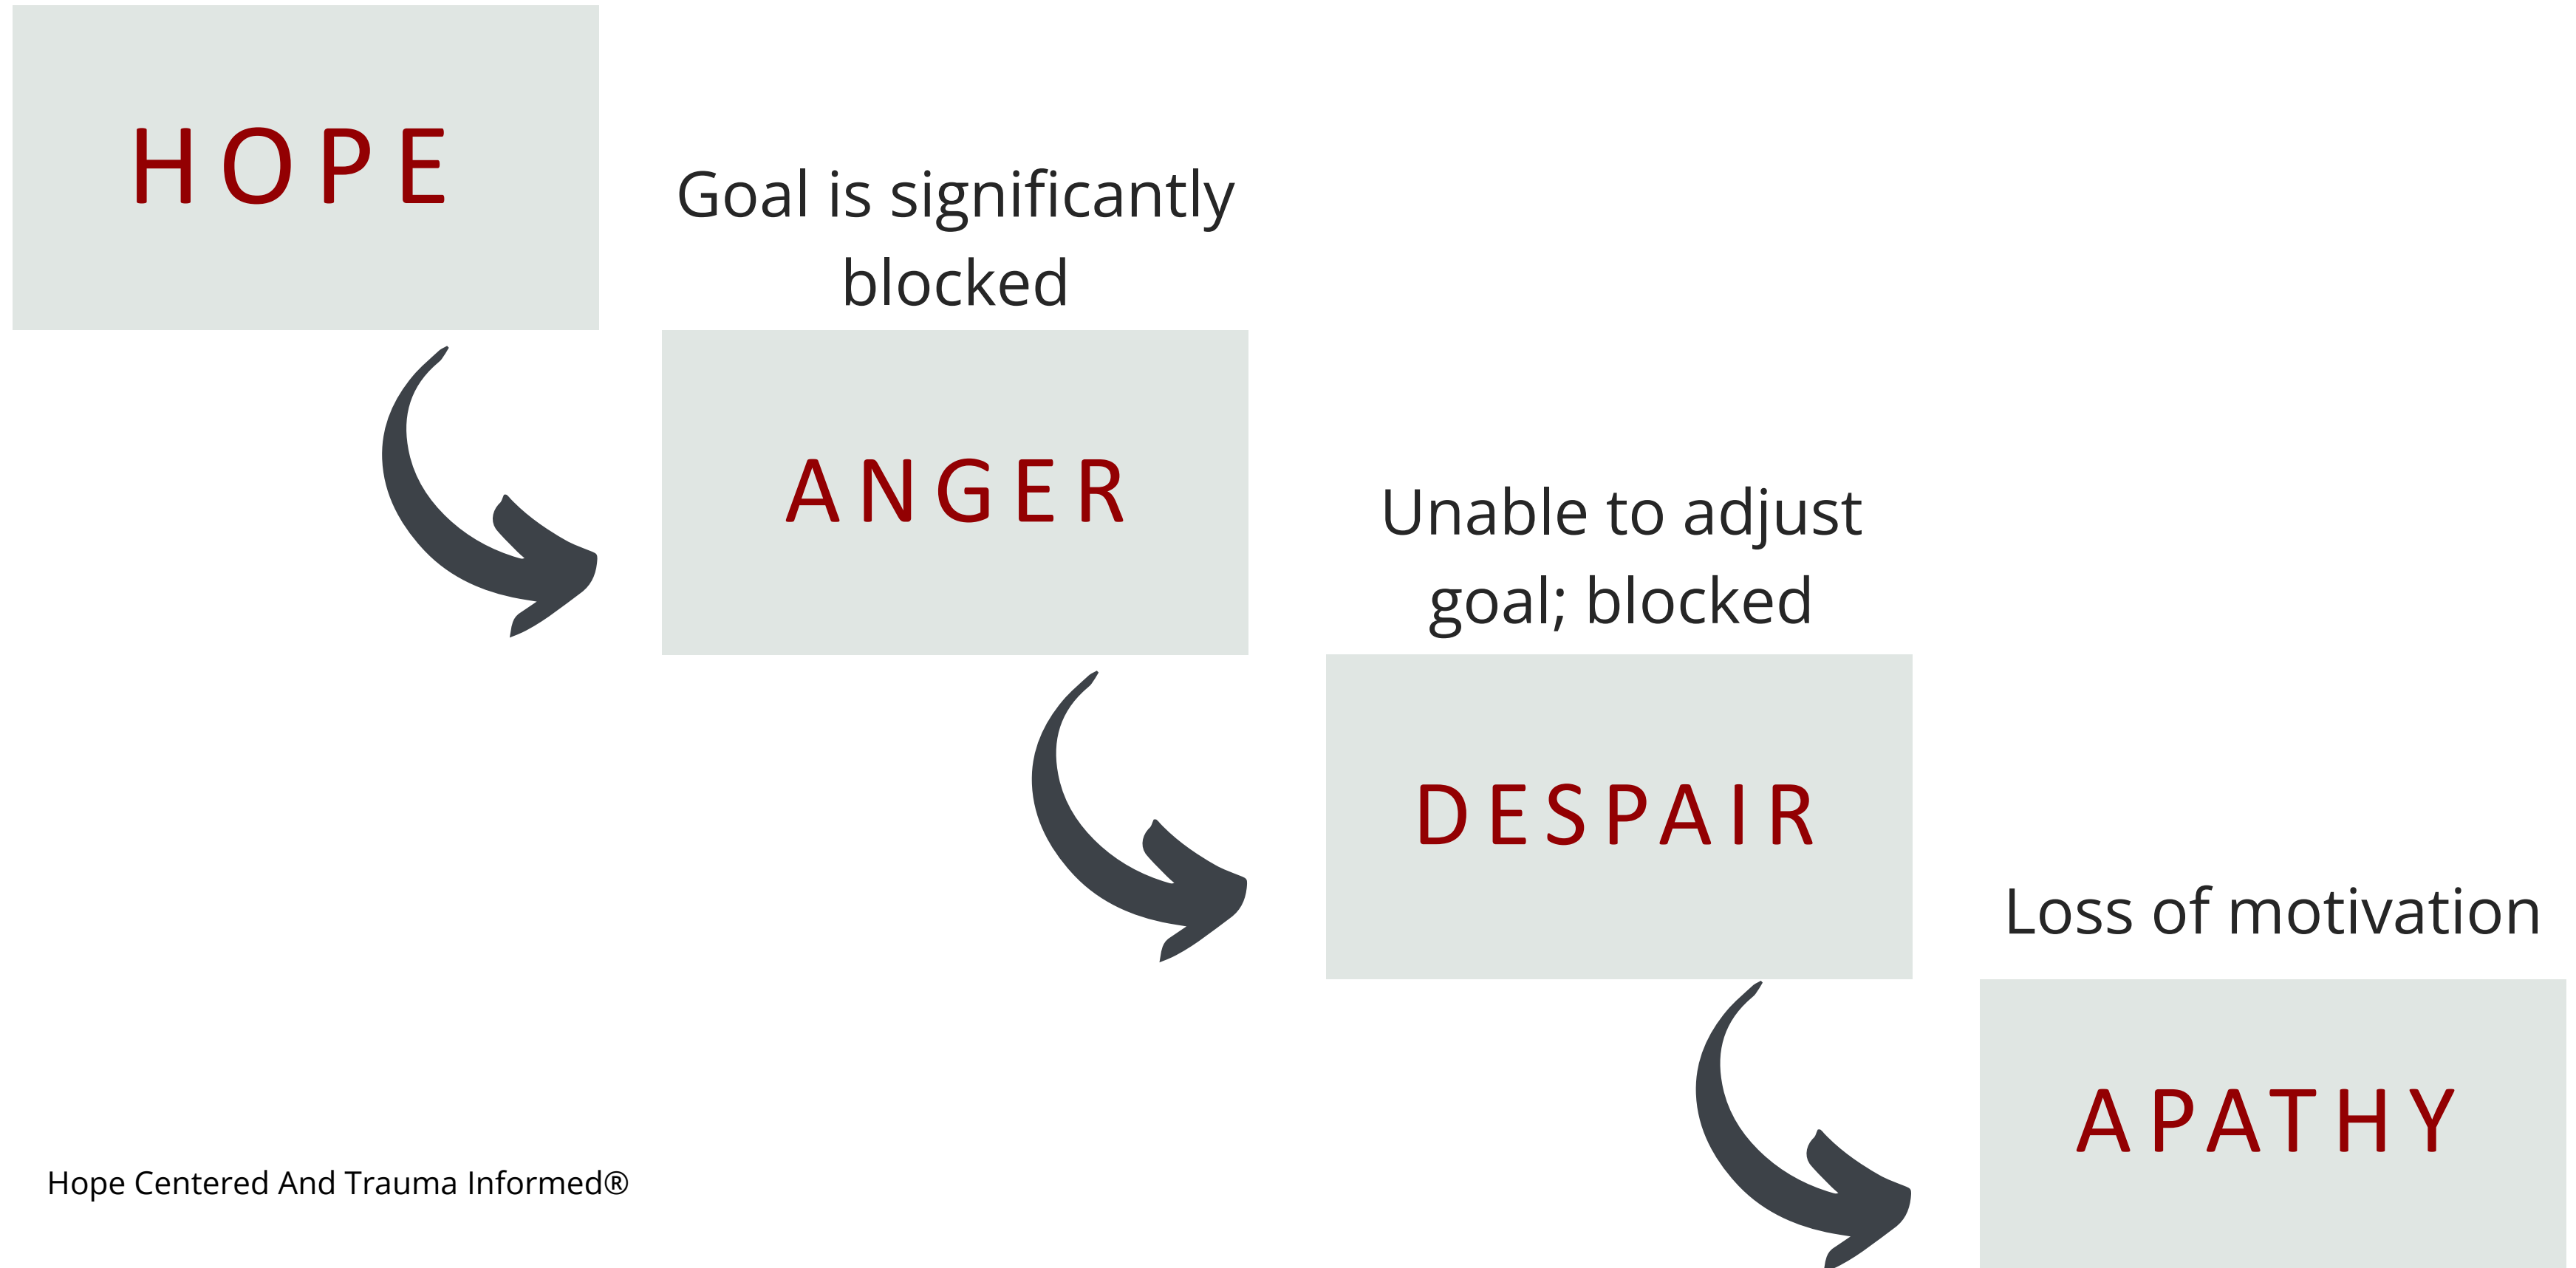 HOPE
Goal is significantly
blocked
ANGER
Unable to adjust
goal; blocked
DESPAIR
Loss of motivation
APATHY
Hope Centered And Trauma Informed®